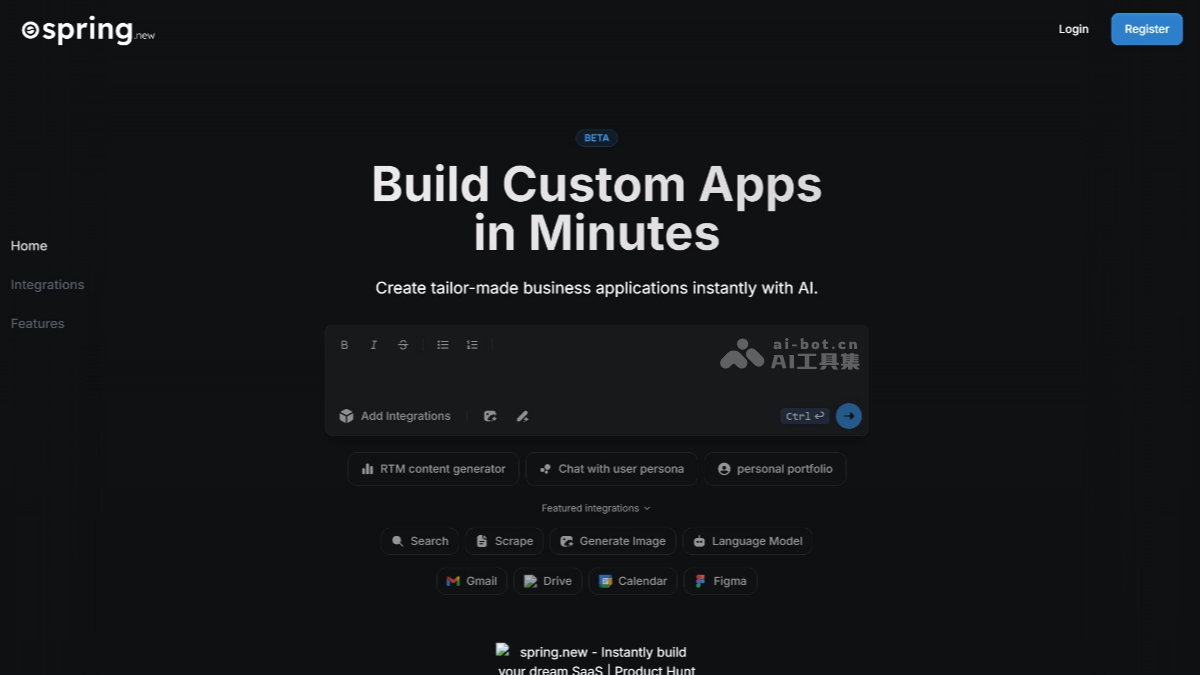 spring.new
Login
Register
BETA
Build Custom Apps
in Minutes
Create tailor-made business applications instantly with AI.
Home
Integrations
Features
B I S
ai-bot.cn
AI工具集
Add Integrations
Ctrl ↵
RTM content generator
Chat with user persona
personal portfolio
Featured integrations
Search
Scrape
Generate Image
Language Model
Gmail
Drive
Calendar
Figma
spring.new - Instantly build
your dream SaaS | Product Hunt